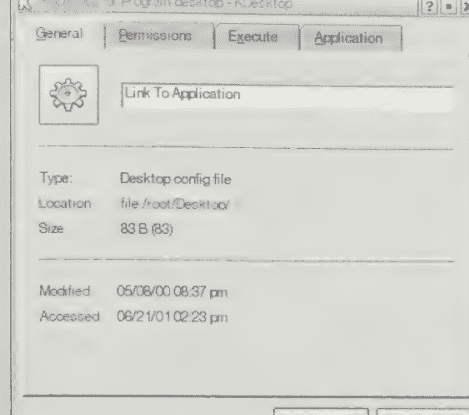 for Program desktop - KDesktop
General Permissions Execute Application
Link To Application
Type: Desktop config file
Location file:/root/Desktop/
Size 83 B (83)
Modified 05/08/00 08:37 pm
Accessed 06/21/01 02:23 pm